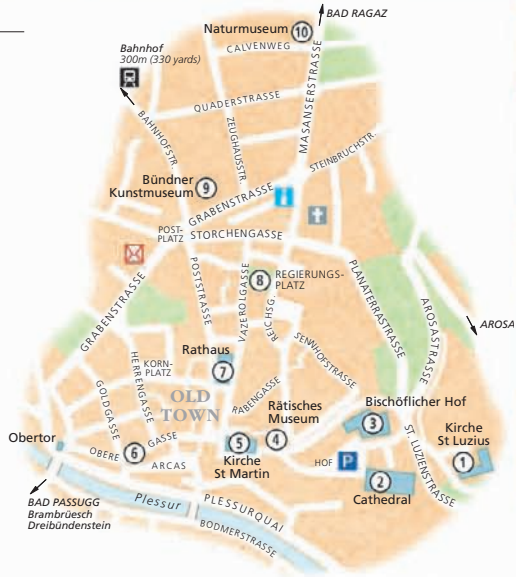 BAD RAGAZ
Naturmuseum 10
CALVENWEG
Bahnhof
300m (330 yards)
QUADERSTRASSE
MASANSERSTRASSE
BAHNHOFSTR.
ZEUGHAUSSTR.
STEINBRUCHSTR.
Bündner
Kunstmuseum 9
GRABENSTRASSE
i
POST-
PLATZ
STORCHENGASSE
GRABENSTRASSE
POSTSTRASSE
VAZEROLGASSE
8
REGIERUNGS-
PLATZ
REICHSG.
PLANATERRASTRASSE
AROSASTRASSE
AROSA
SENNHOFSTRASSE
Rathaus
7
KORN-
PLATZ
HERRENGASSE
GOLDGASSE
OLD
TOWN
RABENGASSE
Rätisches
Museum
4
Bischöflicher Hof
3
Kirche
St Luzius
1
ST. LUZIENSTRASSE
Obertor
OBERE GASSE
6
ARCAS
5
Kirche
St Martin
HOF P
2
Cathedral
BAD PASSUGG
Brambrüesch
Dreibündenstein
Plessur
PLESSURQUAI
BODMERSTRASSE